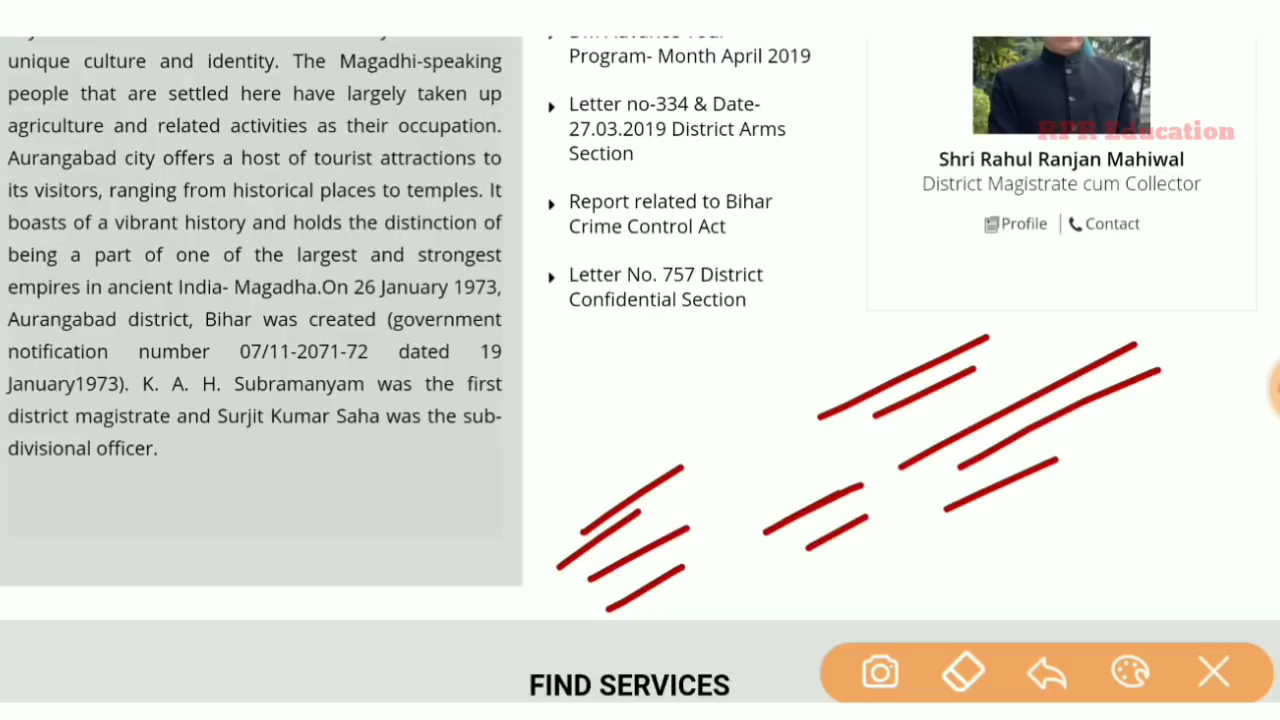 unique culture and identity. The Magadhi-speaking
people that are settled here have largely taken up
agriculture and related activities as their occupation.
Aurangabad city offers a host of tourist attractions to
its visitors, ranging from historical places to temples. It
boasts of a vibrant history and holds the distinction of
being a part of one of the largest and strongest
empires in ancient India- Magadha.On 26 January 1973,
Aurangabad district, Bihar was created (government
notification number 07/11-2071-72 dated 19
January1973). K. A. H. Subramanyam was the first
district magistrate and Surjit Kumar Saha was the sub-
divisional officer.
Program- Month April 2019
Letter no-334 & Date-
27.03.2019 District Arms
Section
Report related to Bihar
Crime Control Act
Letter No. 757 District
Confidential Section
RPR Education
Shri Rahul Ranjan Mahiwal
District Magistrate cum Collector
Profile | Contact
FIND SERVICES